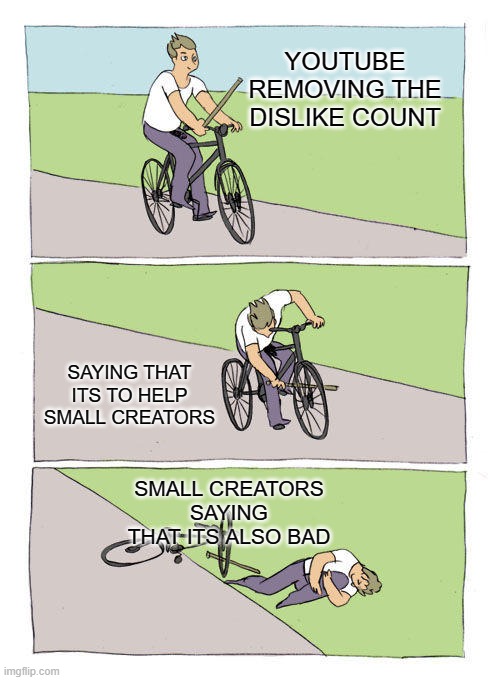 YOUTUBE
REMOVING THE
DISLIKE COUNT
SAYING THAT
ITS TO HELP
SMALL CREATORS
SMALL CREATORS
SAYING
THAT ITS ALSO BAD
imgflip.com